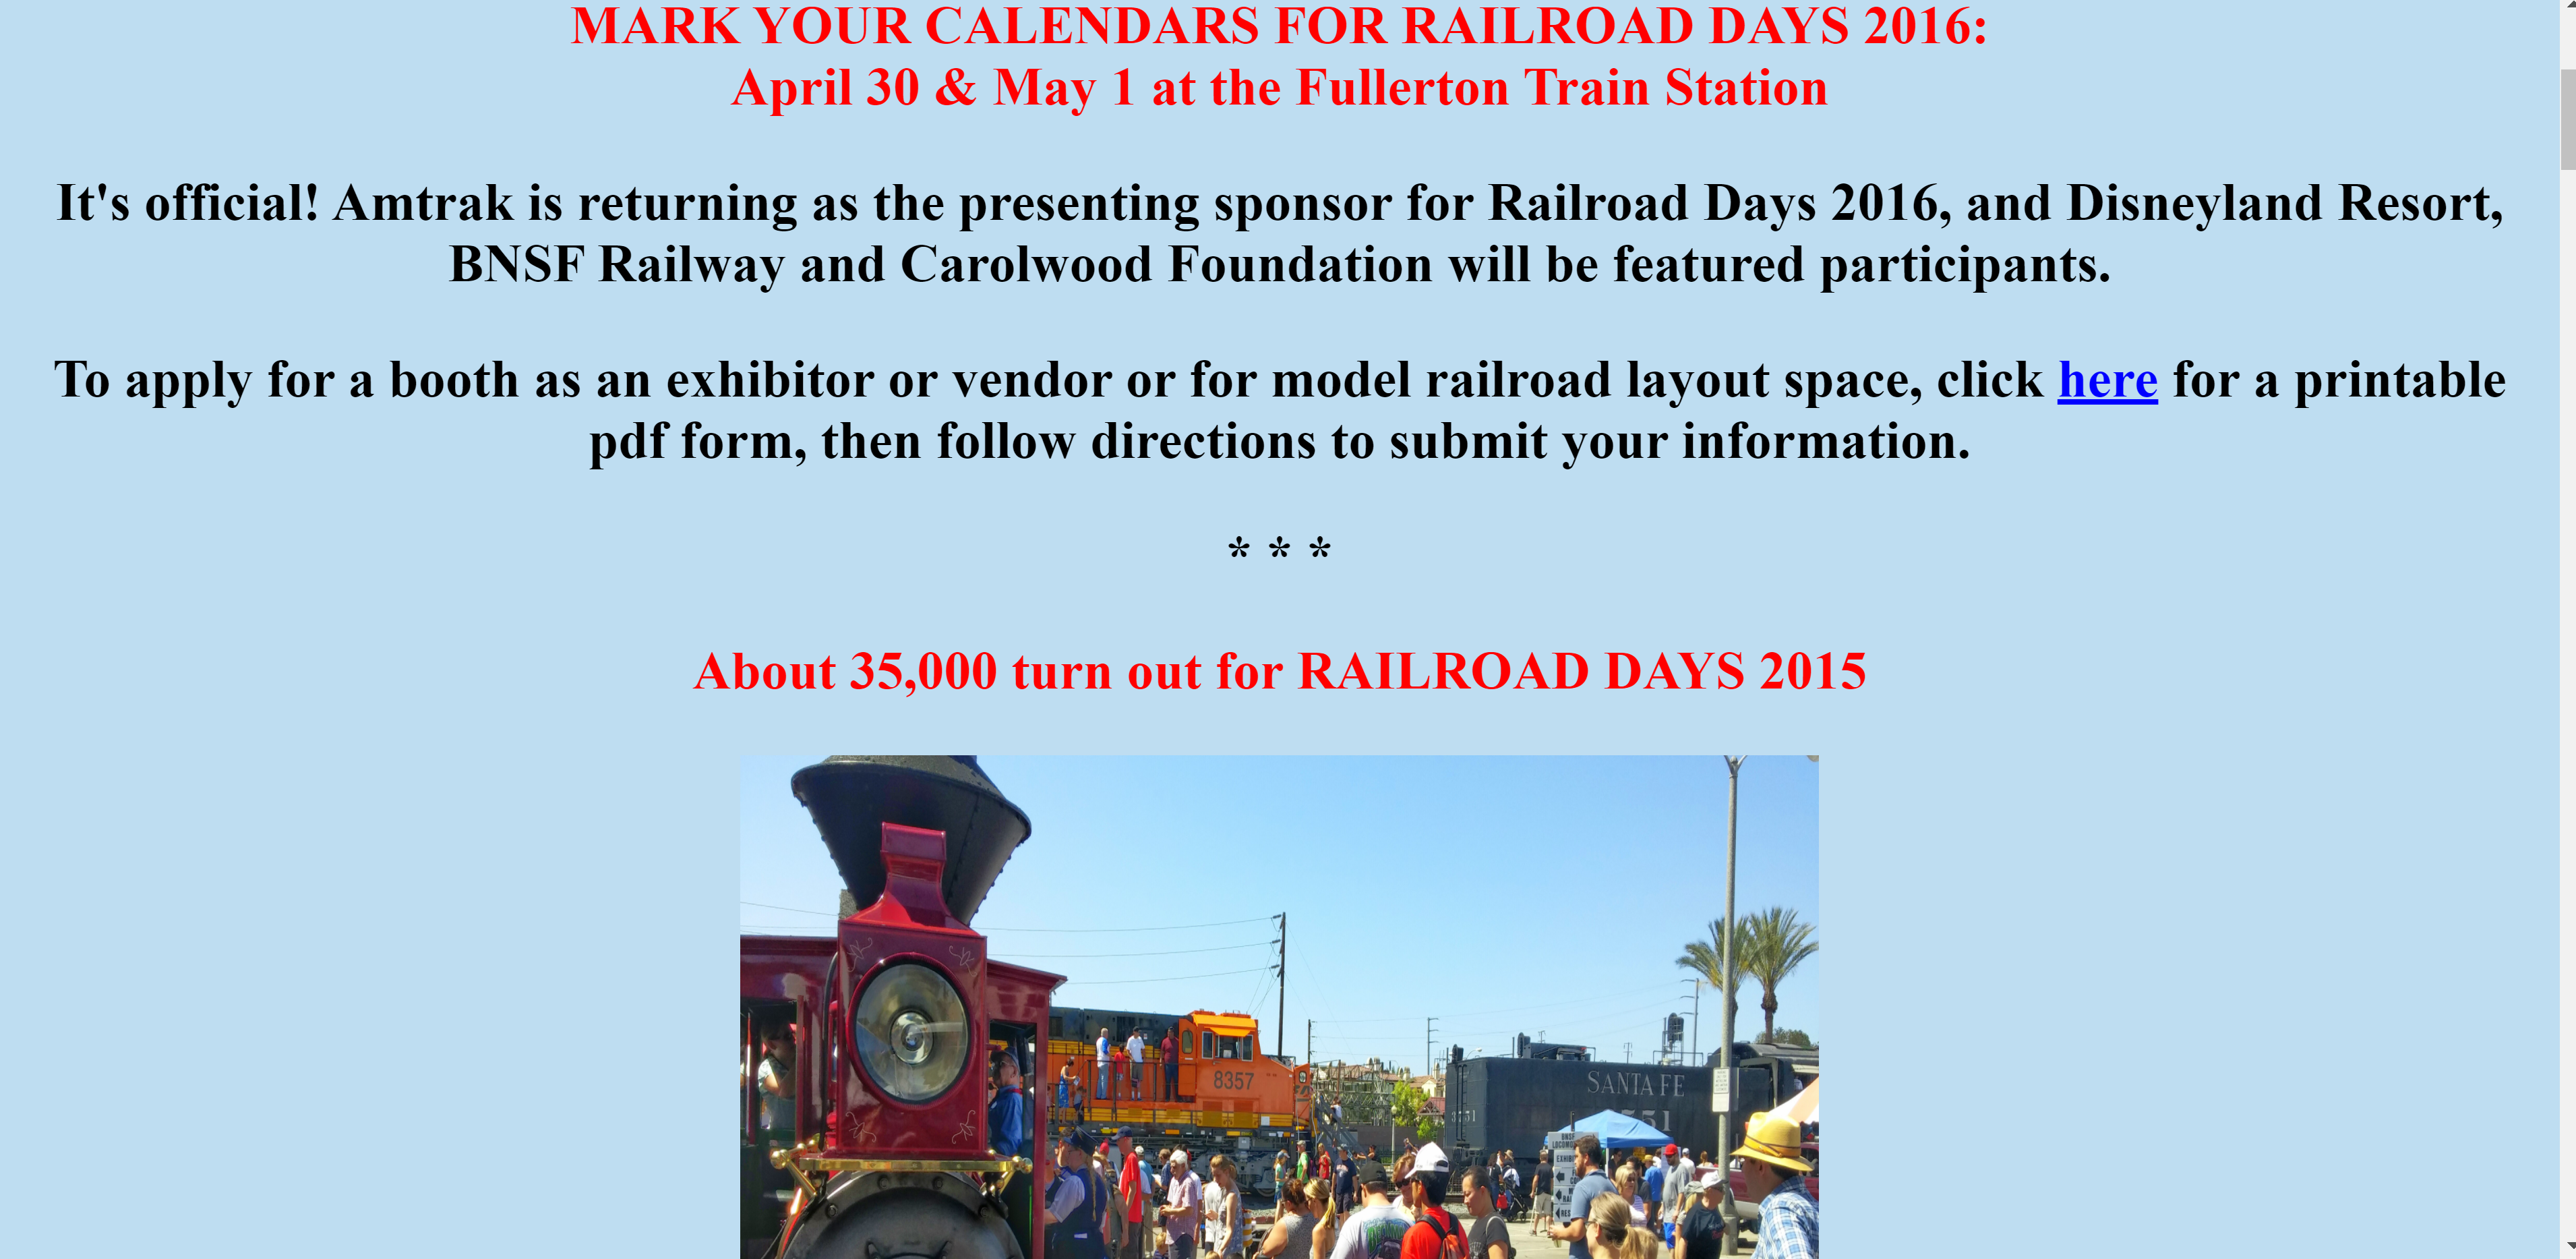 MARK YOUR CALENDARS FOR RAILROAD DAYS 2016:
April 30 & May 1 at the Fullerton Train Station
It's official! Amtrak is returning as the presenting sponsor for Railroad Days 2016, and Disneyland Resort,
BNSF Railway and Carolwood Foundation will be featured participants.
To apply for a booth as an exhibitor or vendor or for model railroad layout space, click here for a printable
pdf form, then follow directions to submit your information.
* * *
About 35,000 turn out for RAILROAD DAYS 2015
8357
SANTA FE
BNSF